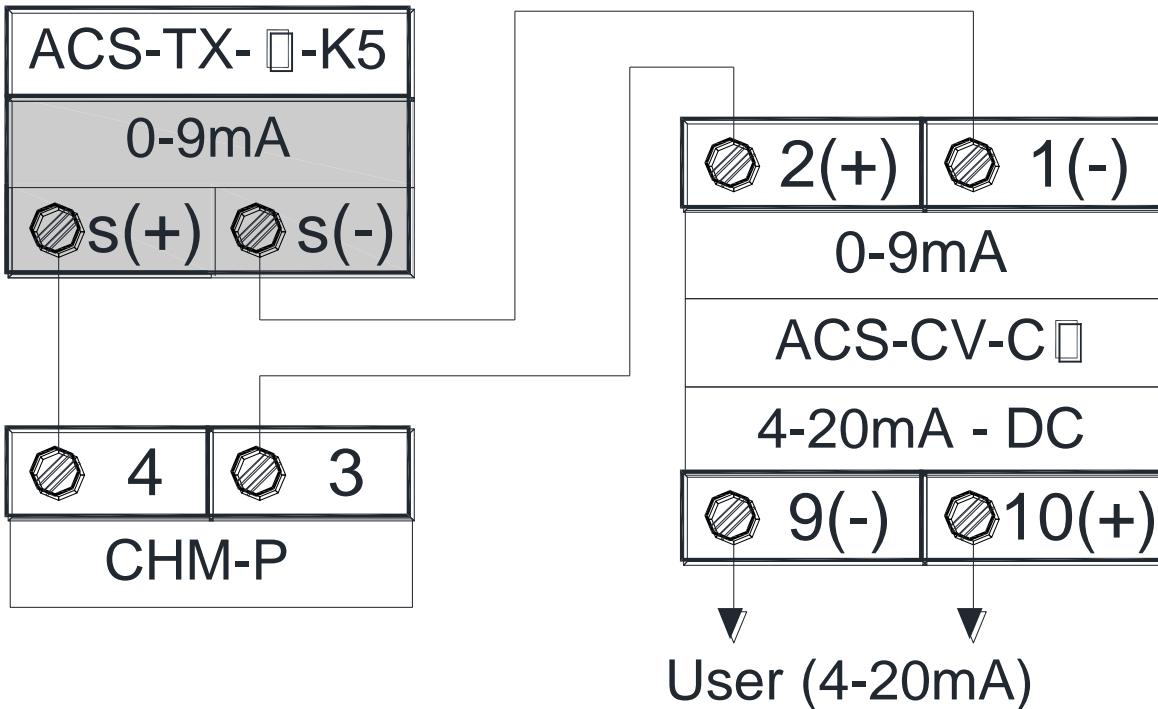 ACS-TX-▯-K5
0-9mA
s(+) s(-)
4 3
CHM-P
2(+) 1(-)
0-9mA
ACS-CV-C▯
4-20mA - DC
9(-) 10(+)
User (4-20mA)